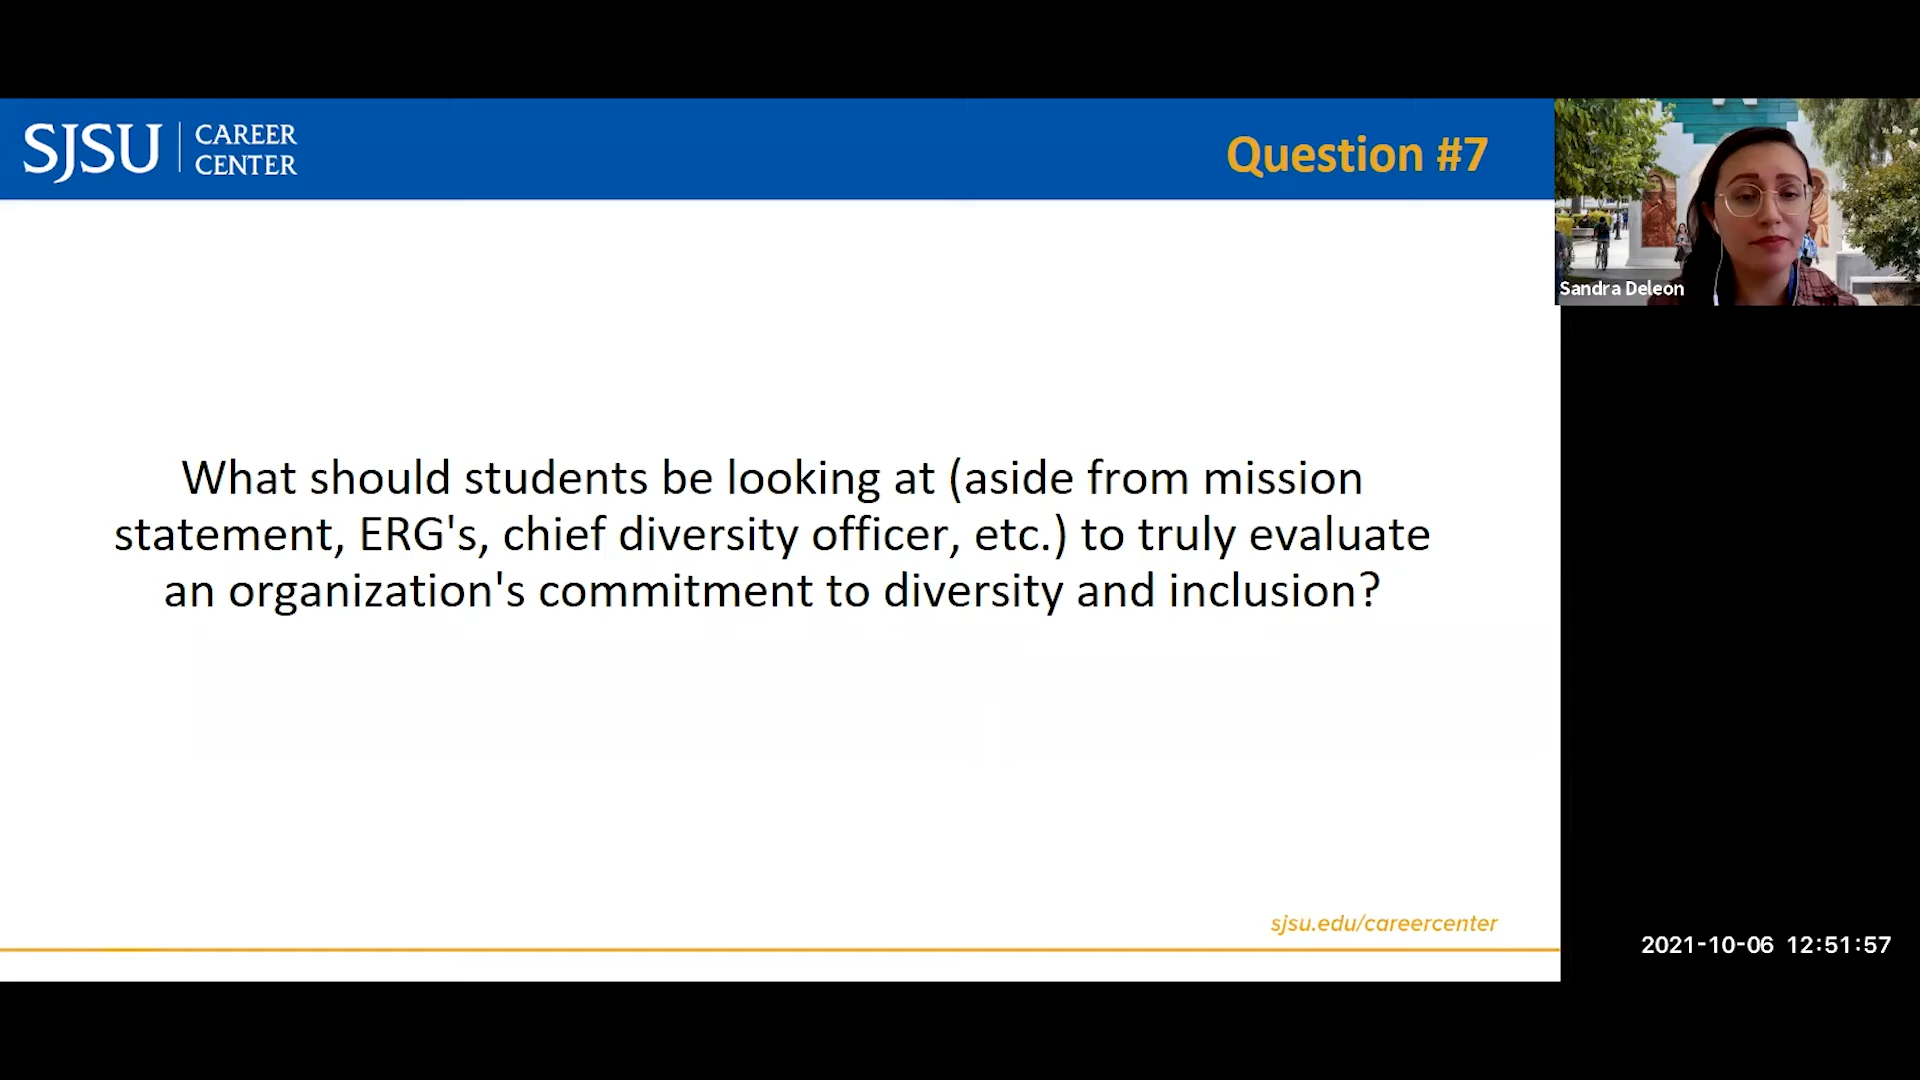 SJSU
CAREER
CENTER
Question #7
Sandra Deleon
What should students be looking at (aside from mission
statement, ERG's, chief diversity officer, etc.) to truly evaluate
an organization's commitment to diversity and inclusion?
sjsu.edu/careercenter
2021-10-06 12:51:57